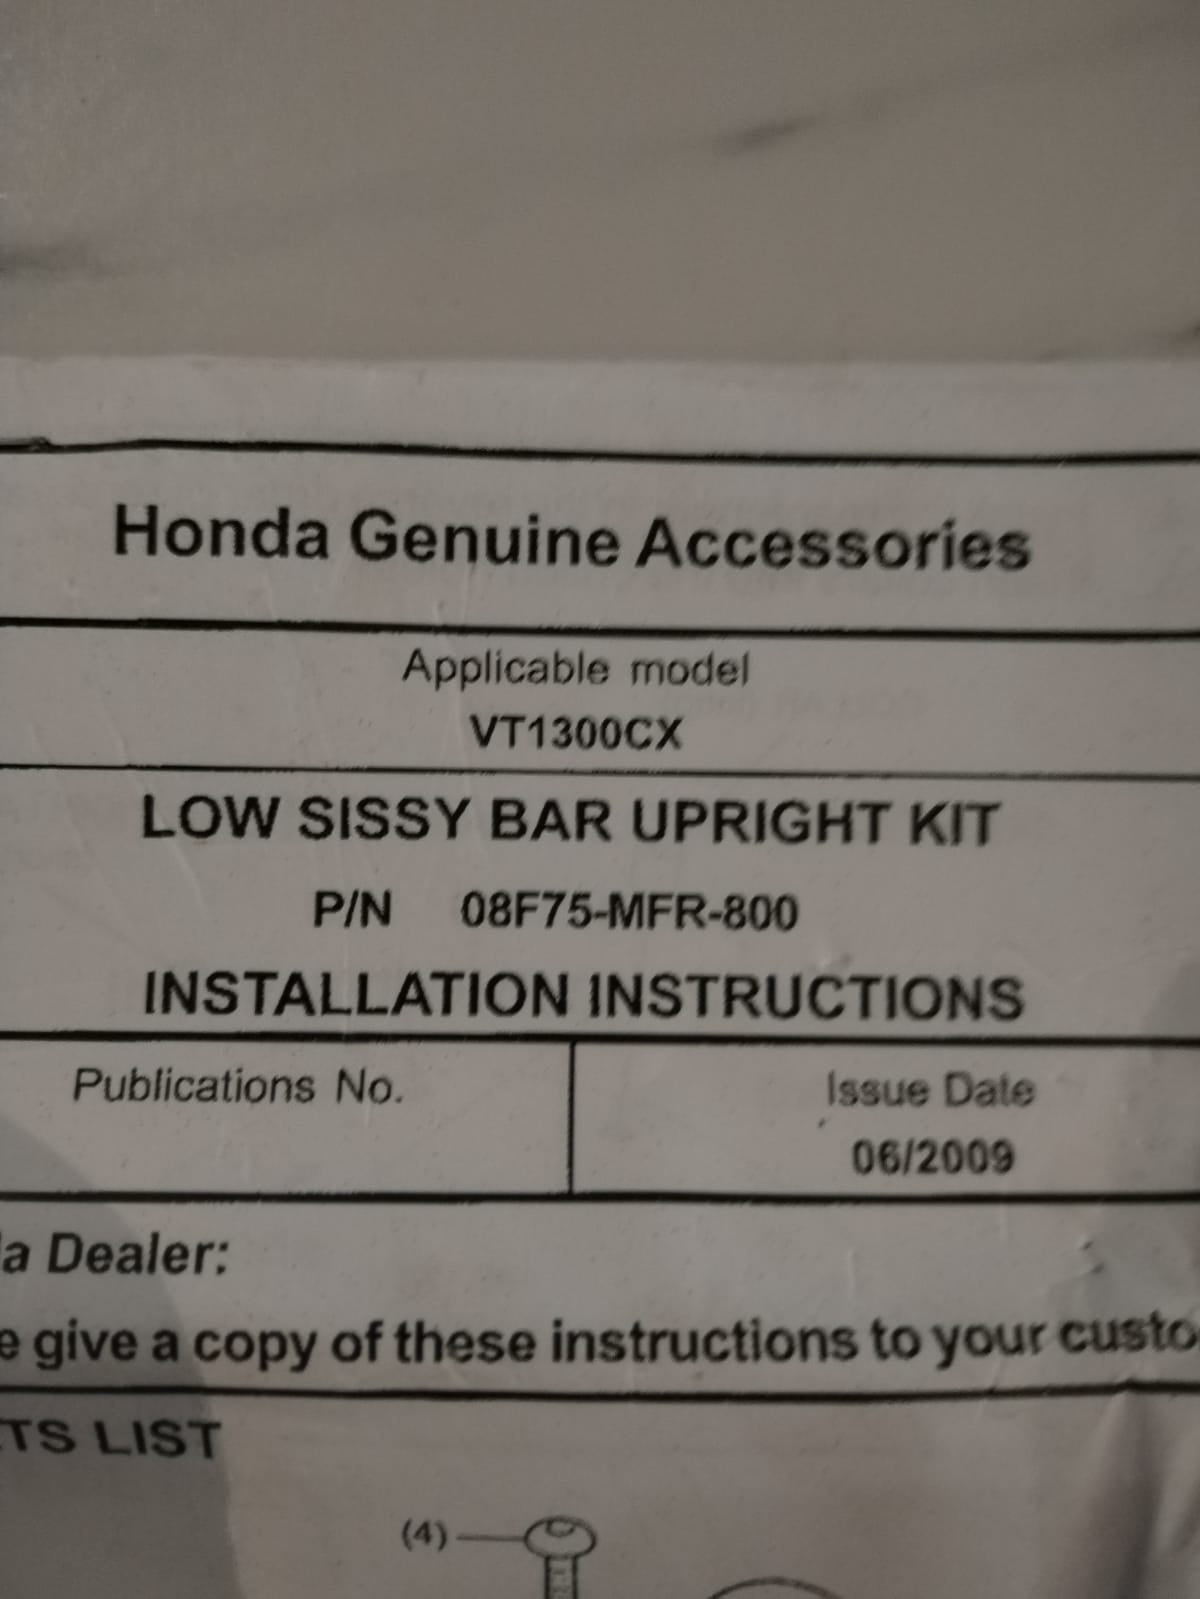 Honda Genuine Accessories
Applicable model
VT1300CX
LOW SISSY BAR UPRIGHT KIT
P/N 08F75-MFR-800
INSTALLATION INSTRUCTIONS
Publications No.
Issue Date
06/2009
a Dealer:
e give a copy of these instructions to your custo
TS LIST
(4)